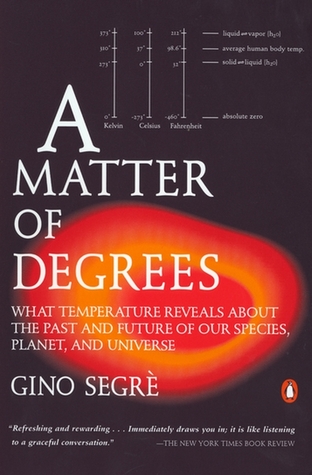 373° 100° 212° liquid⇌vapor [h₂o]
310° 37° 98.6° average human body temp.
273° 0° 32° solid⇌liquid [h₂o]
0° -273° -460° absolute zero
Kelvin Celsius Fahrenheit
A
MATTER
OF
DEGREES
WHAT TEMPERATURE REVEALS ABOUT
THE PAST AND FUTURE OF OUR SPECIES,
PLANET, AND UNIVERSE
GINO SEGRÈ
"Refreshing and rewarding . . . Immediately draws you in; it is like listening
to a graceful conversation." —THE NEW YORK TIMES BOOK REVIEW